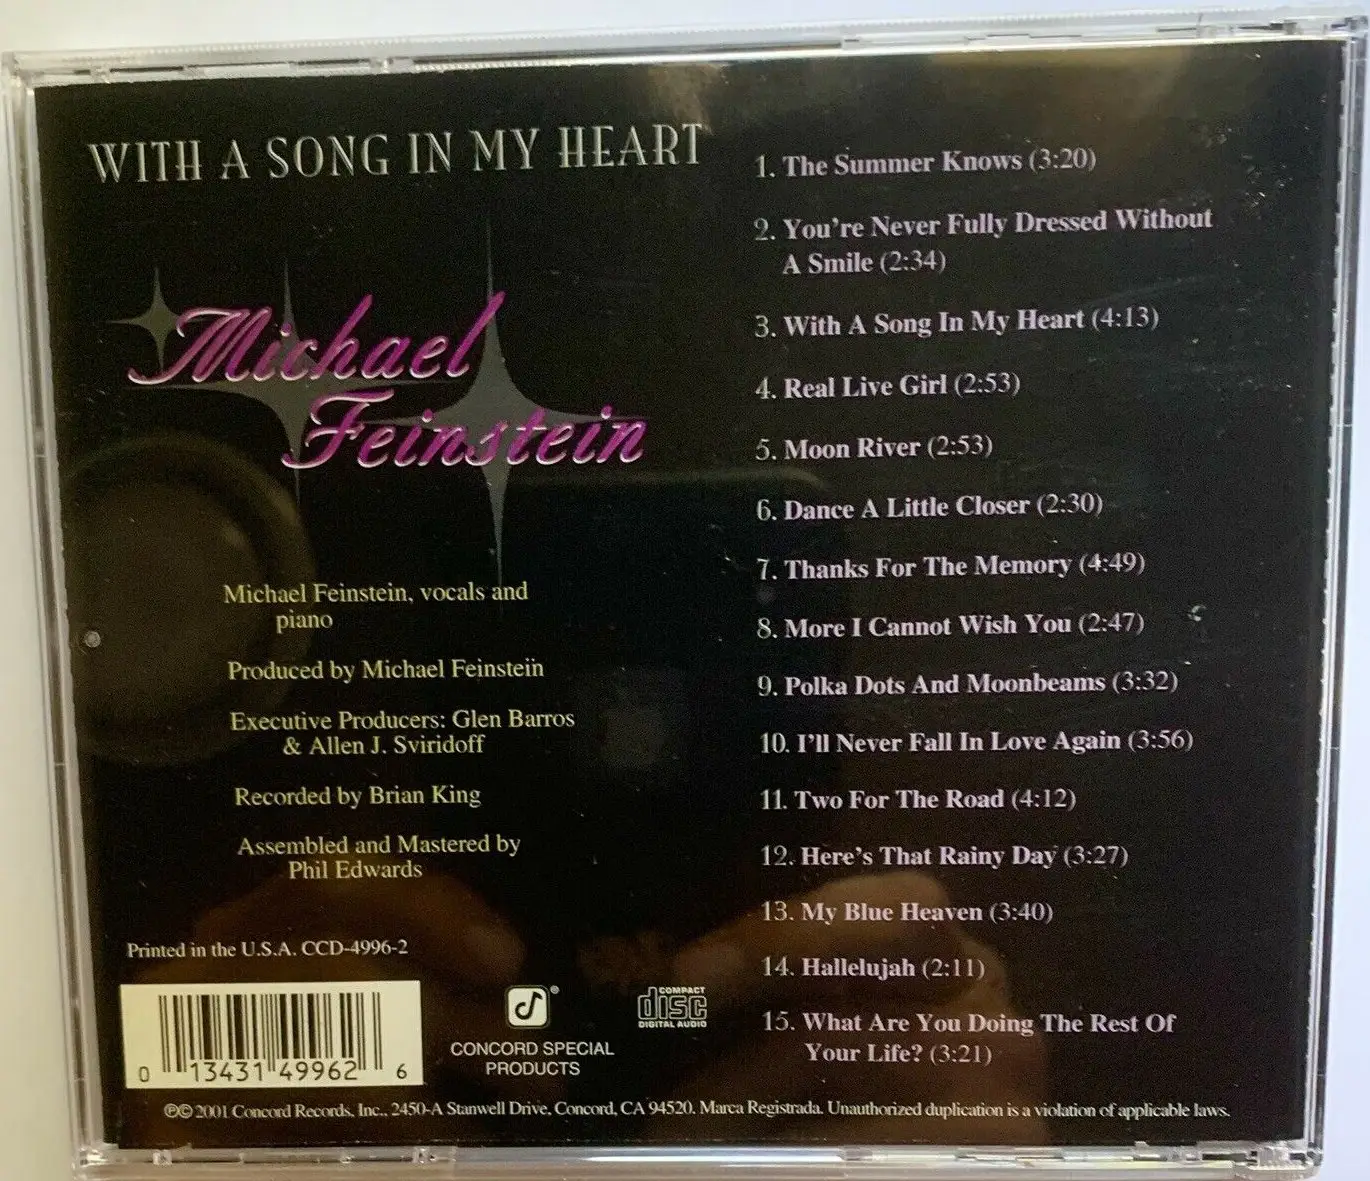 WITH A SONG IN MY HEART
Michael
Feinstein
Michael Feinstein, vocals and
piano
Produced by Michael Feinstein
Executive Producers: Glen Barros
& Allen J. Sviridoff
Recorded by Brian King
Assembled and Mastered by
Phil Edwards
Printed in the U.S.A. CCD-4996-2
0 13431 49962 6
®
CONCORD SPECIAL
PRODUCTS
COMPACT
disc
DIGITAL AUDIO
1. The Summer Knows (3:20)
2. You're Never Fully Dressed Without
A Smile (2:34)
3. With A Song In My Heart (4:13)
4. Real Live Girl (2:53)
5. Moon River (2:53)
6. Dance A Little Closer (2:30)
7. Thanks For The Memory (4:49)
8. More I Cannot Wish You (2:47)
9. Polka Dots And Moonbeams (3:32)
10. I'll Never Fall In Love Again (3:56)
11. Two For The Road (4:12)
12. Here's That Rainy Day (3:27)
13. My Blue Heaven (3:40)
14. Hallelujah (2:11)
15. What Are You Doing The Rest Of
Your Life? (3:21)
℗© 2001 Concord Records, Inc., 2450-A Stanwell Drive, Concord, CA 94520. Marca Registrada. Unauthorized duplication is a violation of applicable laws.